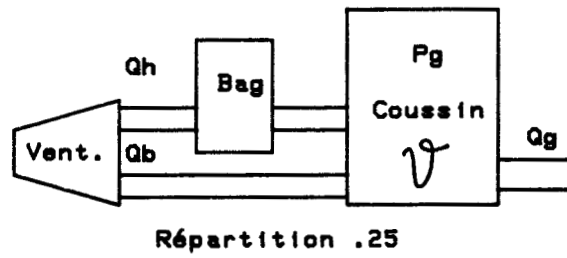 Pg
Qh
Bag
Coussin
Vent.
Qb
Qg
Répartition .25